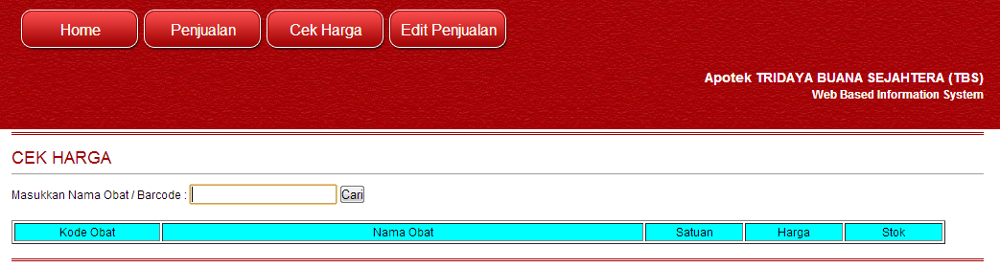 Home Penjualan Cek Harga Edit Penjualan
Apotek TRIDAYA BUANA SEJAHTERA (TBS)
Web Based Information System
CEK HARGA
Masukkan Nama Obat / Barcode : Cari
Kode Obat Nama Obat Satuan Harga Stok